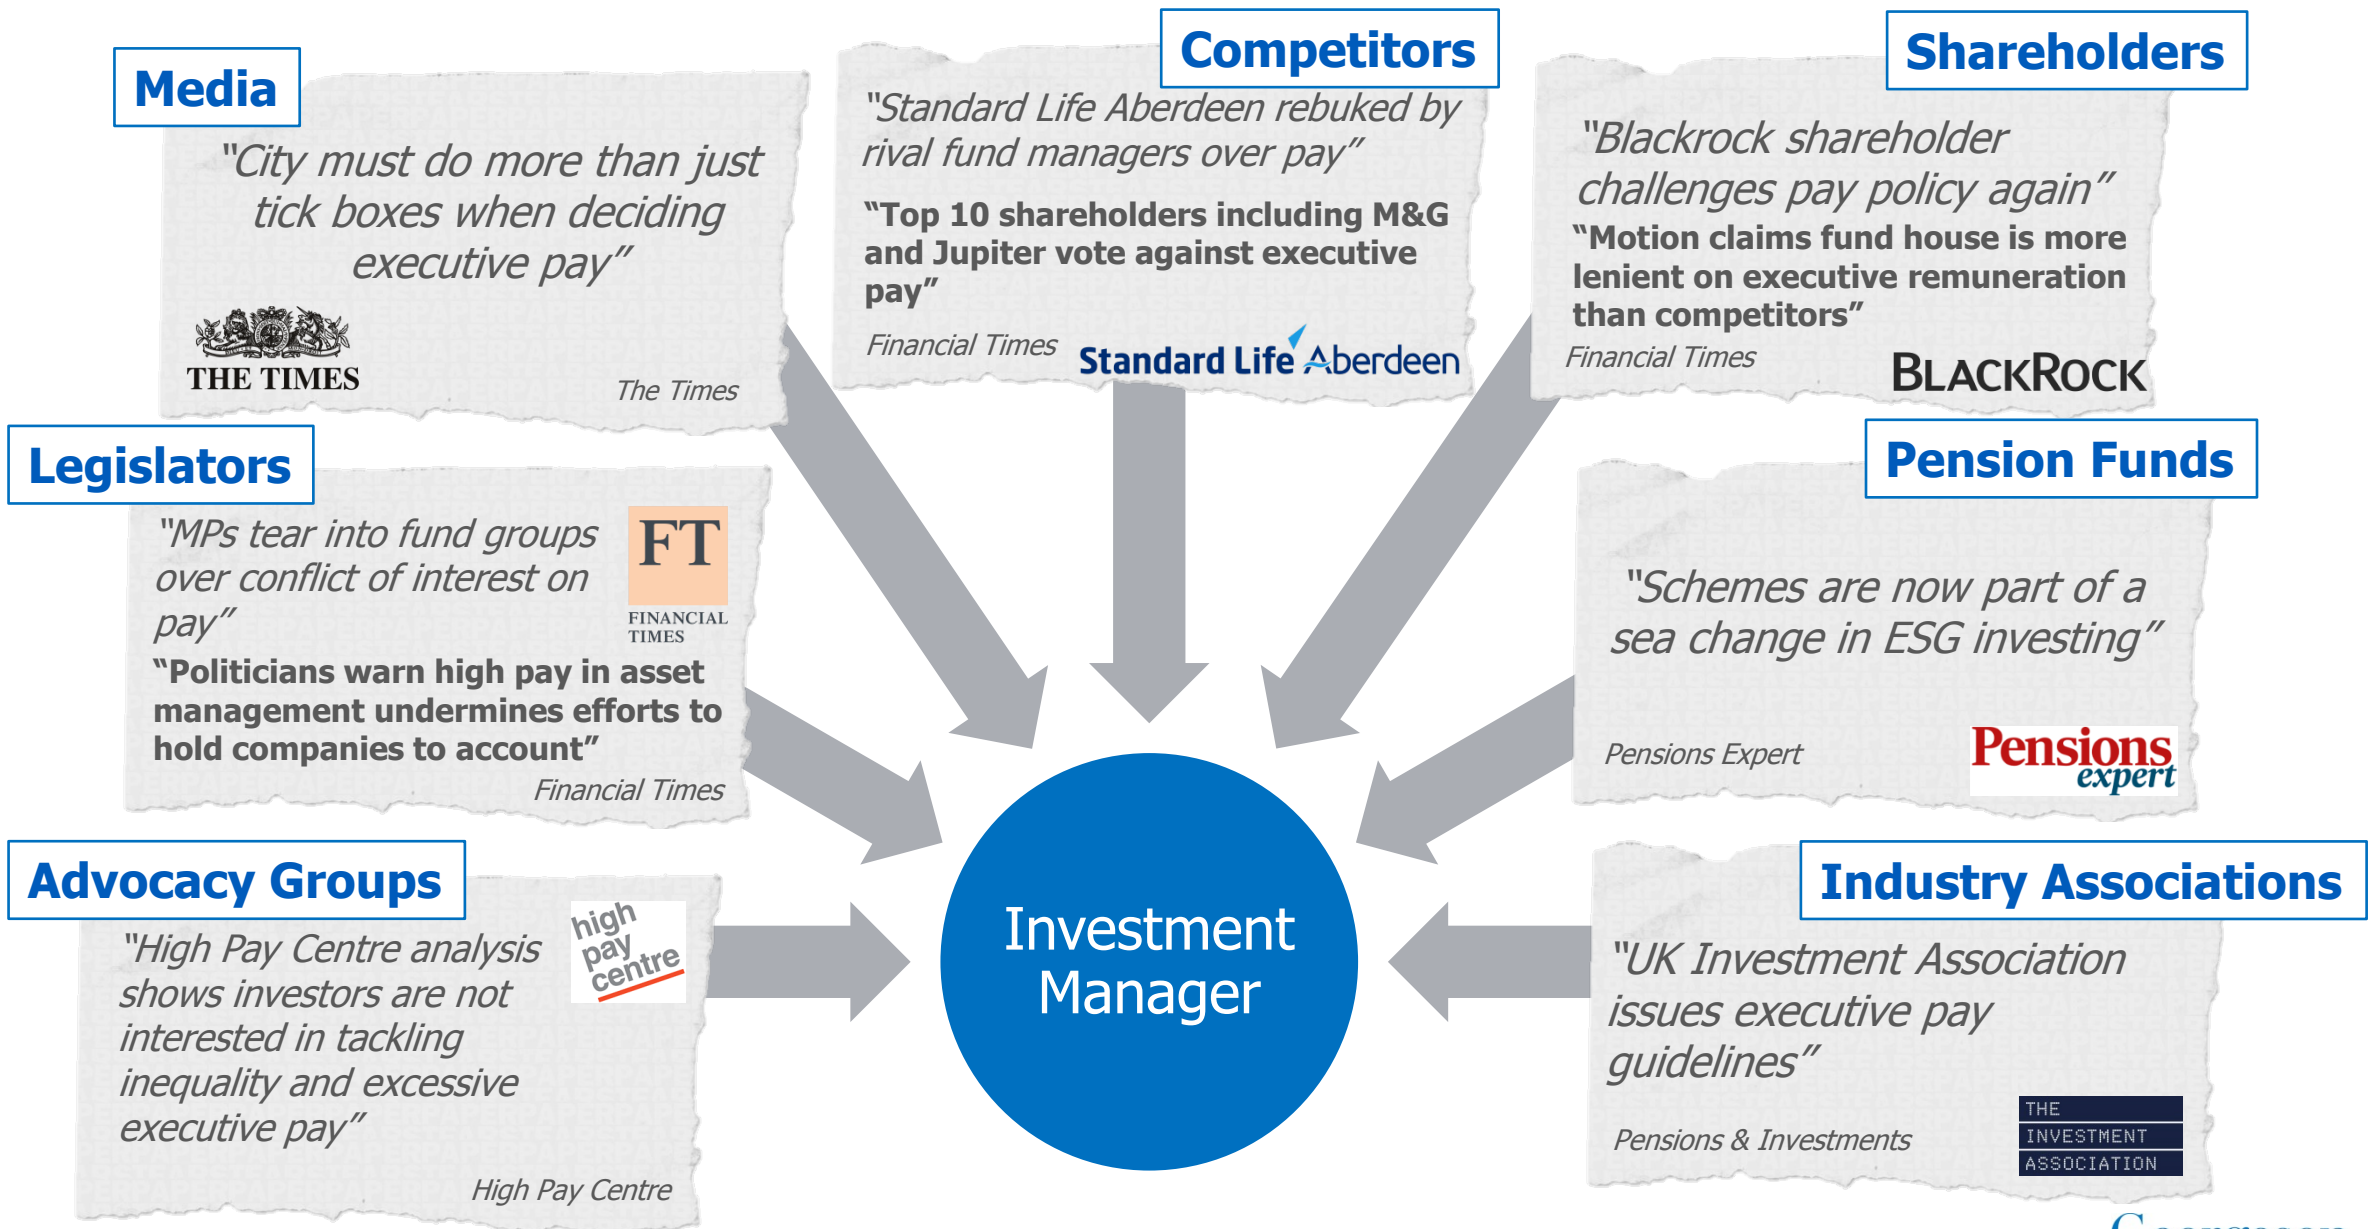 Media
"City must do more than just
tick boxes when deciding
executive pay"
THE TIMES
The Times
Competitors
"Standard Life Aberdeen rebuked by
rival fund managers over pay"
"Top 10 shareholders including M&G
and Jupiter vote against executive
pay"
Financial Times
Standard Life Aberdeen
Shareholders
"Blackrock shareholder
challenges pay policy again"
"Motion claims fund house is more
lenient on executive remuneration
than competitors"
Financial Times
BLACKROCK
Legislators
"MPs tear into fund groups
over conflict of interest on
pay"
FT
FINANCIAL
TIMES
"Politicians warn high pay in asset
management undermines efforts to
hold companies to account"
Financial Times
Pension Funds
"Schemes are now part of a
sea change in ESG investing"
Pensions Expert
Pensions
expert
Advocacy Groups
"High Pay Centre analysis
shows investors are not
interested in tackling
inequality and excessive
executive pay"
high
pay
centre
High Pay Centre
Investment
Manager
Industry Associations
"UK Investment Association
issues executive pay
guidelines"
Pensions & Investments
THE
INVESTMENT
ASSOCIATION